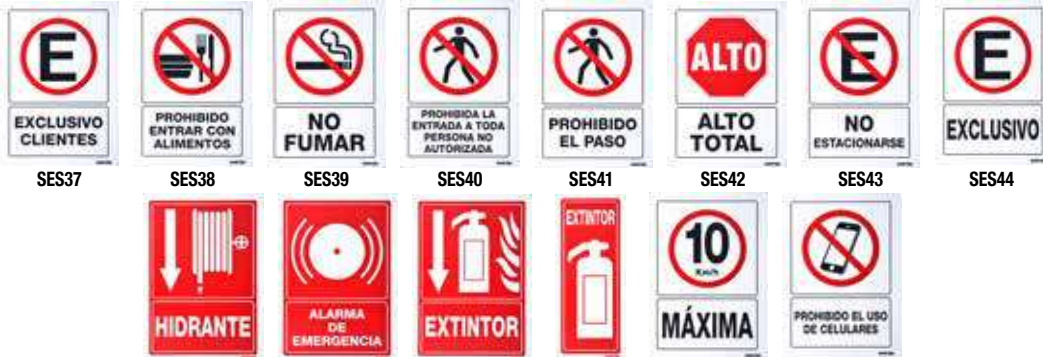 E
EXCLUSIVO
CLIENTES
SES37
PROHIBIDO
ENTRAR CON
ALIMENTOS
SES38
NO
FUMAR
SES39
PROHIBIDA LA
ENTRADA A TODA
PERSONA NO
AUTORIZADA
SES40
PROHIBIDO
EL PASO
SES41
ALTO
ALTO
TOTAL
SES42
E
NO
ESTACIONARSE
SES43
E
EXCLUSIVO
SES44
HIDRANTE
ALARMA
DE
EMERGENCIA
EXTINTOR
EXTINTOR
10
Km/h
MÁXIMA
PROHIBIDO EL USO
DE CELULARES